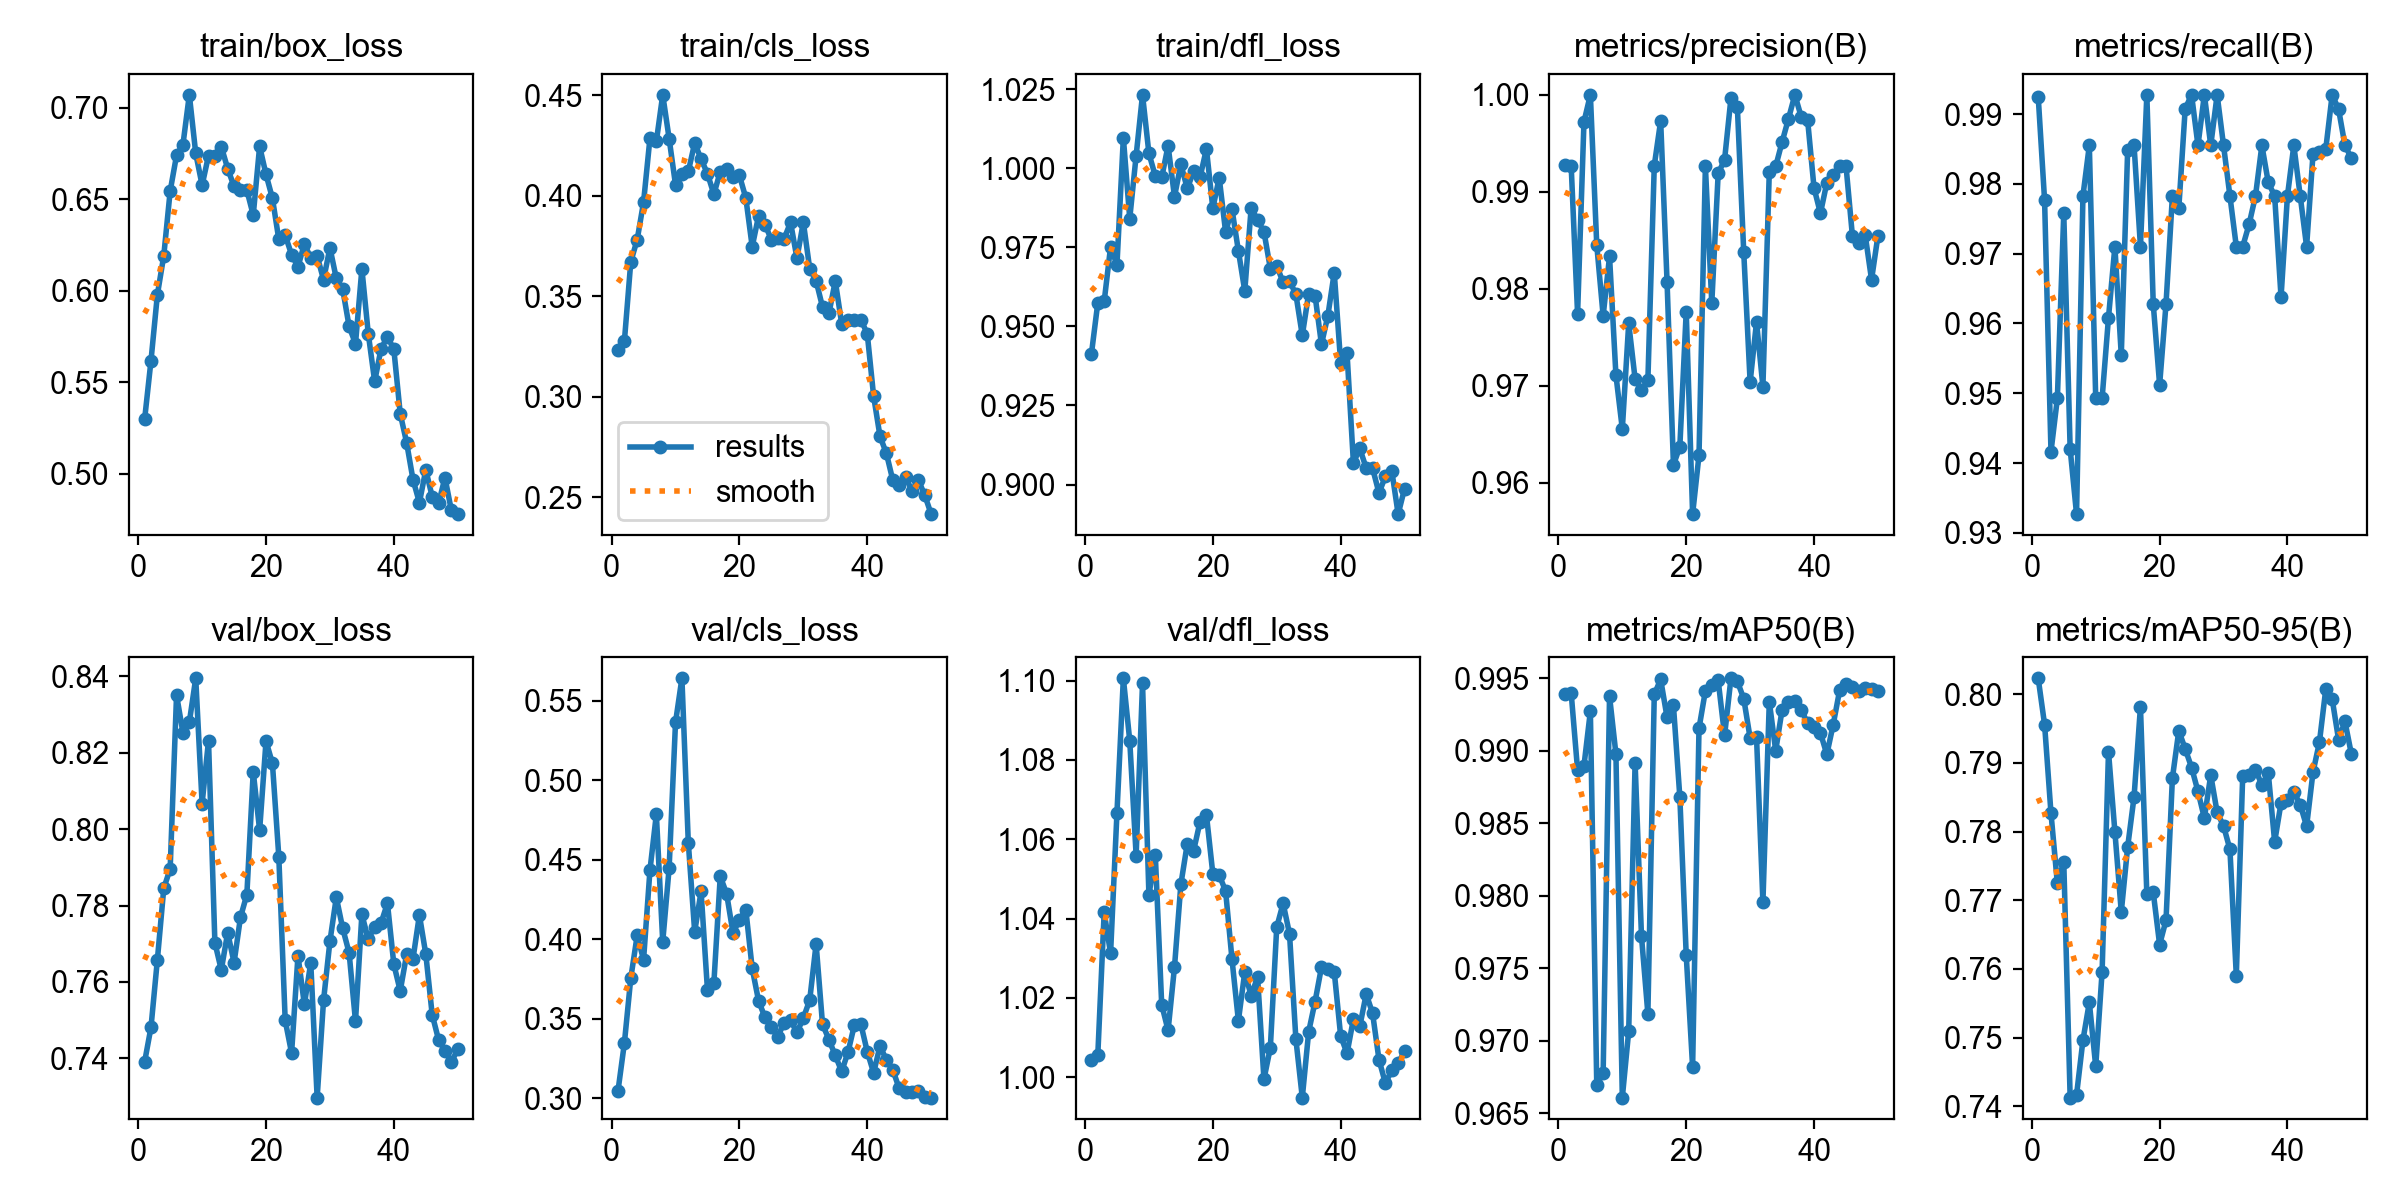 train/box_loss
0.70
0.65
0.60
0.55
0.50
0 20 40
train/cls_loss
0.45
0.40
0.35
0.30
0.25
results
smooth
0 20 40
train/dfl_loss
1.025
1.000
0.975
0.950
0.925
0.900
0 20 40
metrics/precision(B)
1.00
0.99
0.98
0.97
0.96
0 20 40
metrics/recall(B)
0.99
0.98
0.97
0.96
0.95
0.94
0.93
0 20 40
val/box_loss
0.84
0.82
0.80
0.78
0.76
0.74
0 20 40
val/cls_loss
0.55
0.50
0.45
0.40
0.35
0.30
0 20 40
val/dfl_loss
1.10
1.08
1.06
1.04
1.02
1.00
0 20 40
metrics/mAP50(B)
0.995
0.990
0.985
0.980
0.975
0.970
0.965
0 20 40
metrics/mAP50-95(B)
0.80
0.79
0.78
0.77
0.76
0.75
0.74
0 20 40